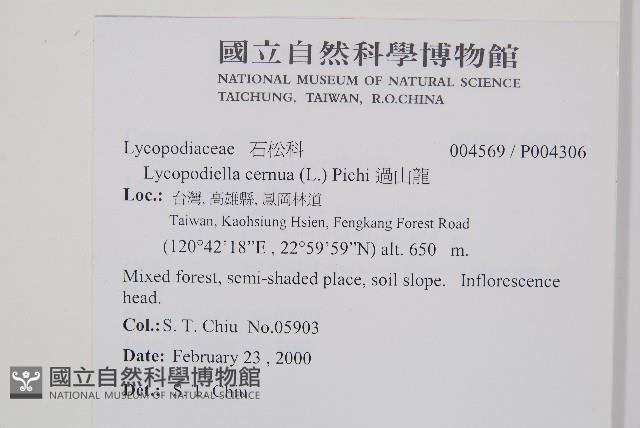 國立自然科學博物館
NATIONAL MUSEUM OF NATURAL SCIENCE
TAICHUNG, TAIWAN, R.O.CHINA
Lycopodiaceae 石松科 004569 / P004306
Lycopodiella cernua (L.) Pichi 過山龍
Loc.: 台灣, 高雄縣, 鳳岡林道
Taiwan, Kaohsiung Hsien, Fengkang Forest Road
(120°42'18"E , 22°59'59"N) alt. 650 m.
Mixed forest, semi-shaded place, soil slope. Inflorescence
head.
Col.: S. T. Chiu No.05903
Date: February 23 , 2000
Det.: S. T. Chiu
國立自然科學博物館
NATIONAL MUSEUM OF NATURAL SCIENCE